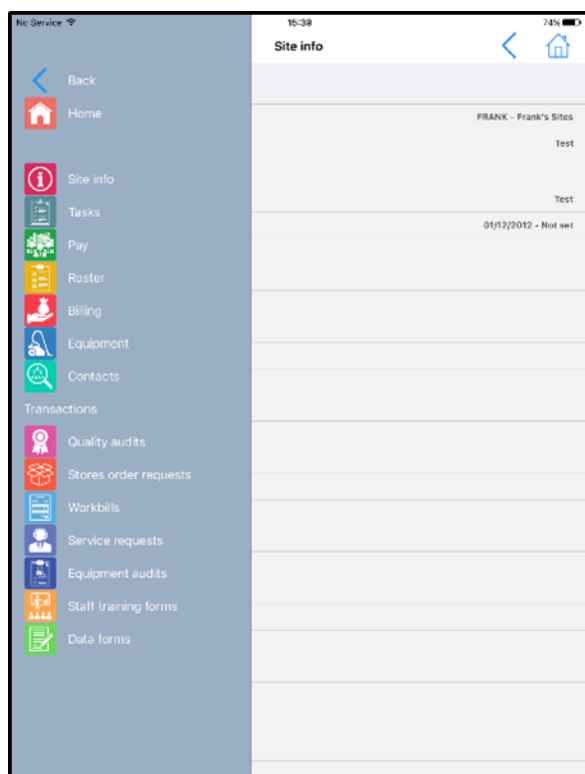 No Service 15:39 74%
Site info
Back
Home
Site info
Tasks
Pay
Roster
Billing
Equipment
Contacts
Transactions
Quality audits
Stores order requests
Workbills
Service requests
Equipment audits
Staff training forms
Data forms
FRANK - Frank's Sites
Test
Test
01/12/2012 - Not set